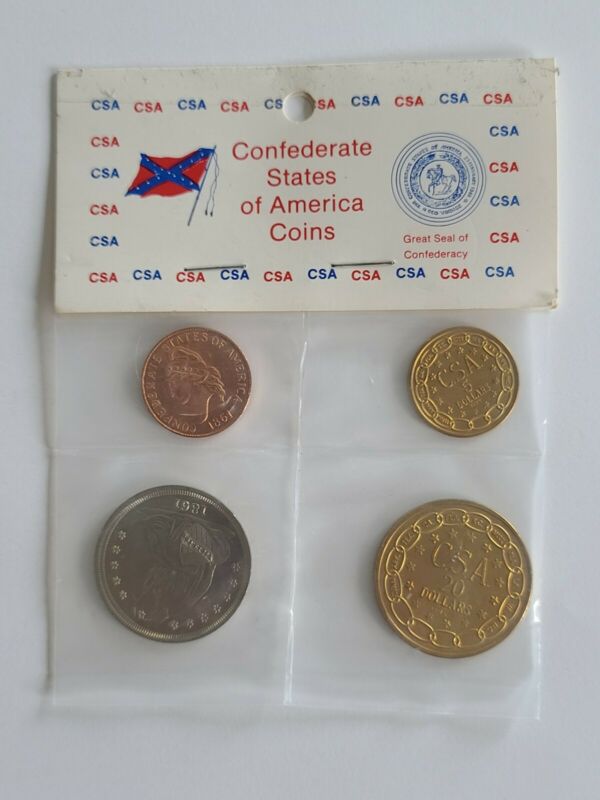 CSA CSA CSA CSA CS SA CSA CSA CSA CSA
CSA CSA
CSA CSA
CSA CSA
CSA CSA
Confederate
States
of America
Coins
Great Seal of
Confederacy
CSA CSA CSA CSA CSA CSA CSA CSA CSA CSA
CONFEDERATE STATES OF AMERICA
1861
CSA
5
DOLLARS
1861
CSA
20
DOLLARS